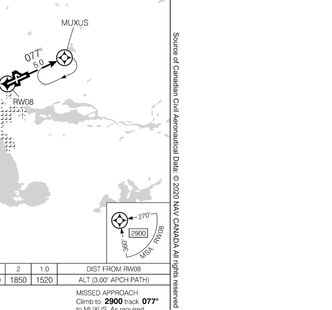 MUXUS
077°
5.0
RW08
270°
2900
360°
MSA RW08
2 1.0 DIST FROM RW08
1850 1520 ALT (3.00° APCH PATH)
MISSED APPROACH
Climb to 2900 track 077°
to MUXUS. As required
Source of Canadian Civil Aeronautical Data: © 2020 NAV CANADA All rights reserved